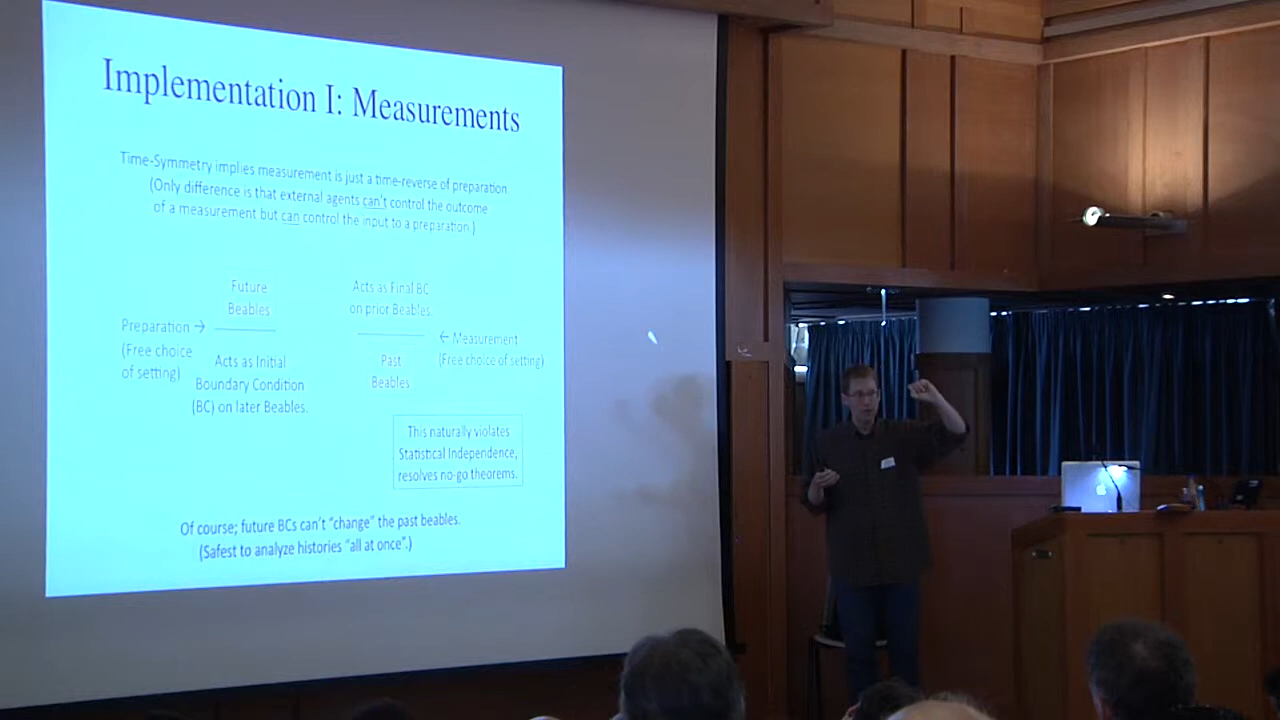 Implementation I: Measurements
Time-Symmetry implies measurement is just a time-reverse of preparation
(Only difference is that external agents can't control the outcome
of a measurement but can control the input to a preparation.)
Future
Beables
Preparation →
(Free choice
of setting)
Acts as Initial
Boundary Condition
(BC) on later Beables.
Acts as Final BC
on prior Beables.
← Measurement
(Free choice of setting)
Past
Beables
This naturally violates
Statistical Independence,
resolves no-go theorems.
Of course; future BCs can't "change" the past beables.
(Safest to analyze histories "all at once".)